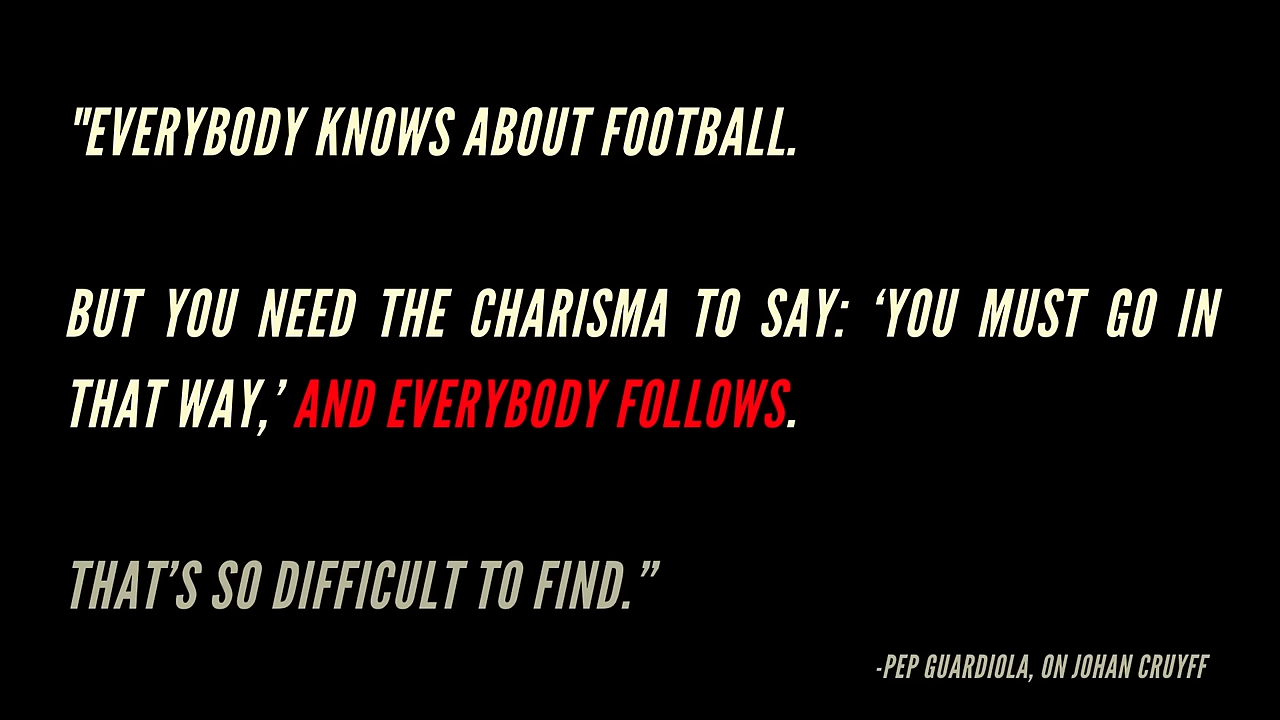 "EVERYBODY KNOWS ABOUT FOOTBALL.
BUT YOU NEED THE CHARISMA TO SAY: ‘YOU MUST GO IN
THAT WAY,’ AND EVERYBODY FOLLOWS.
THAT’S SO DIFFICULT TO FIND.”
-PEP GUARDIOLA, ON JOHAN CRUYFF